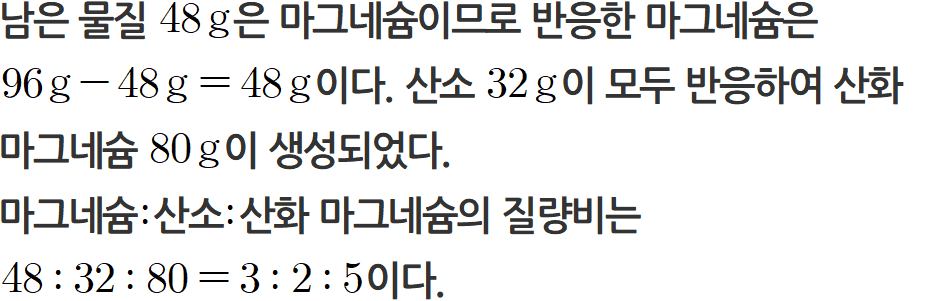 남은 물질 48 g은 마그네슘이므로 반응한 마그네슘은
96 g − 48 g = 48 g이다. 산소 32 g이 모두 반응하여 산화
마그네슘 80 g이 생성되었다.
마그네슘:산소:산화 마그네슘의 질량비는
48 : 32 : 80 = 3 : 2 : 5이다.